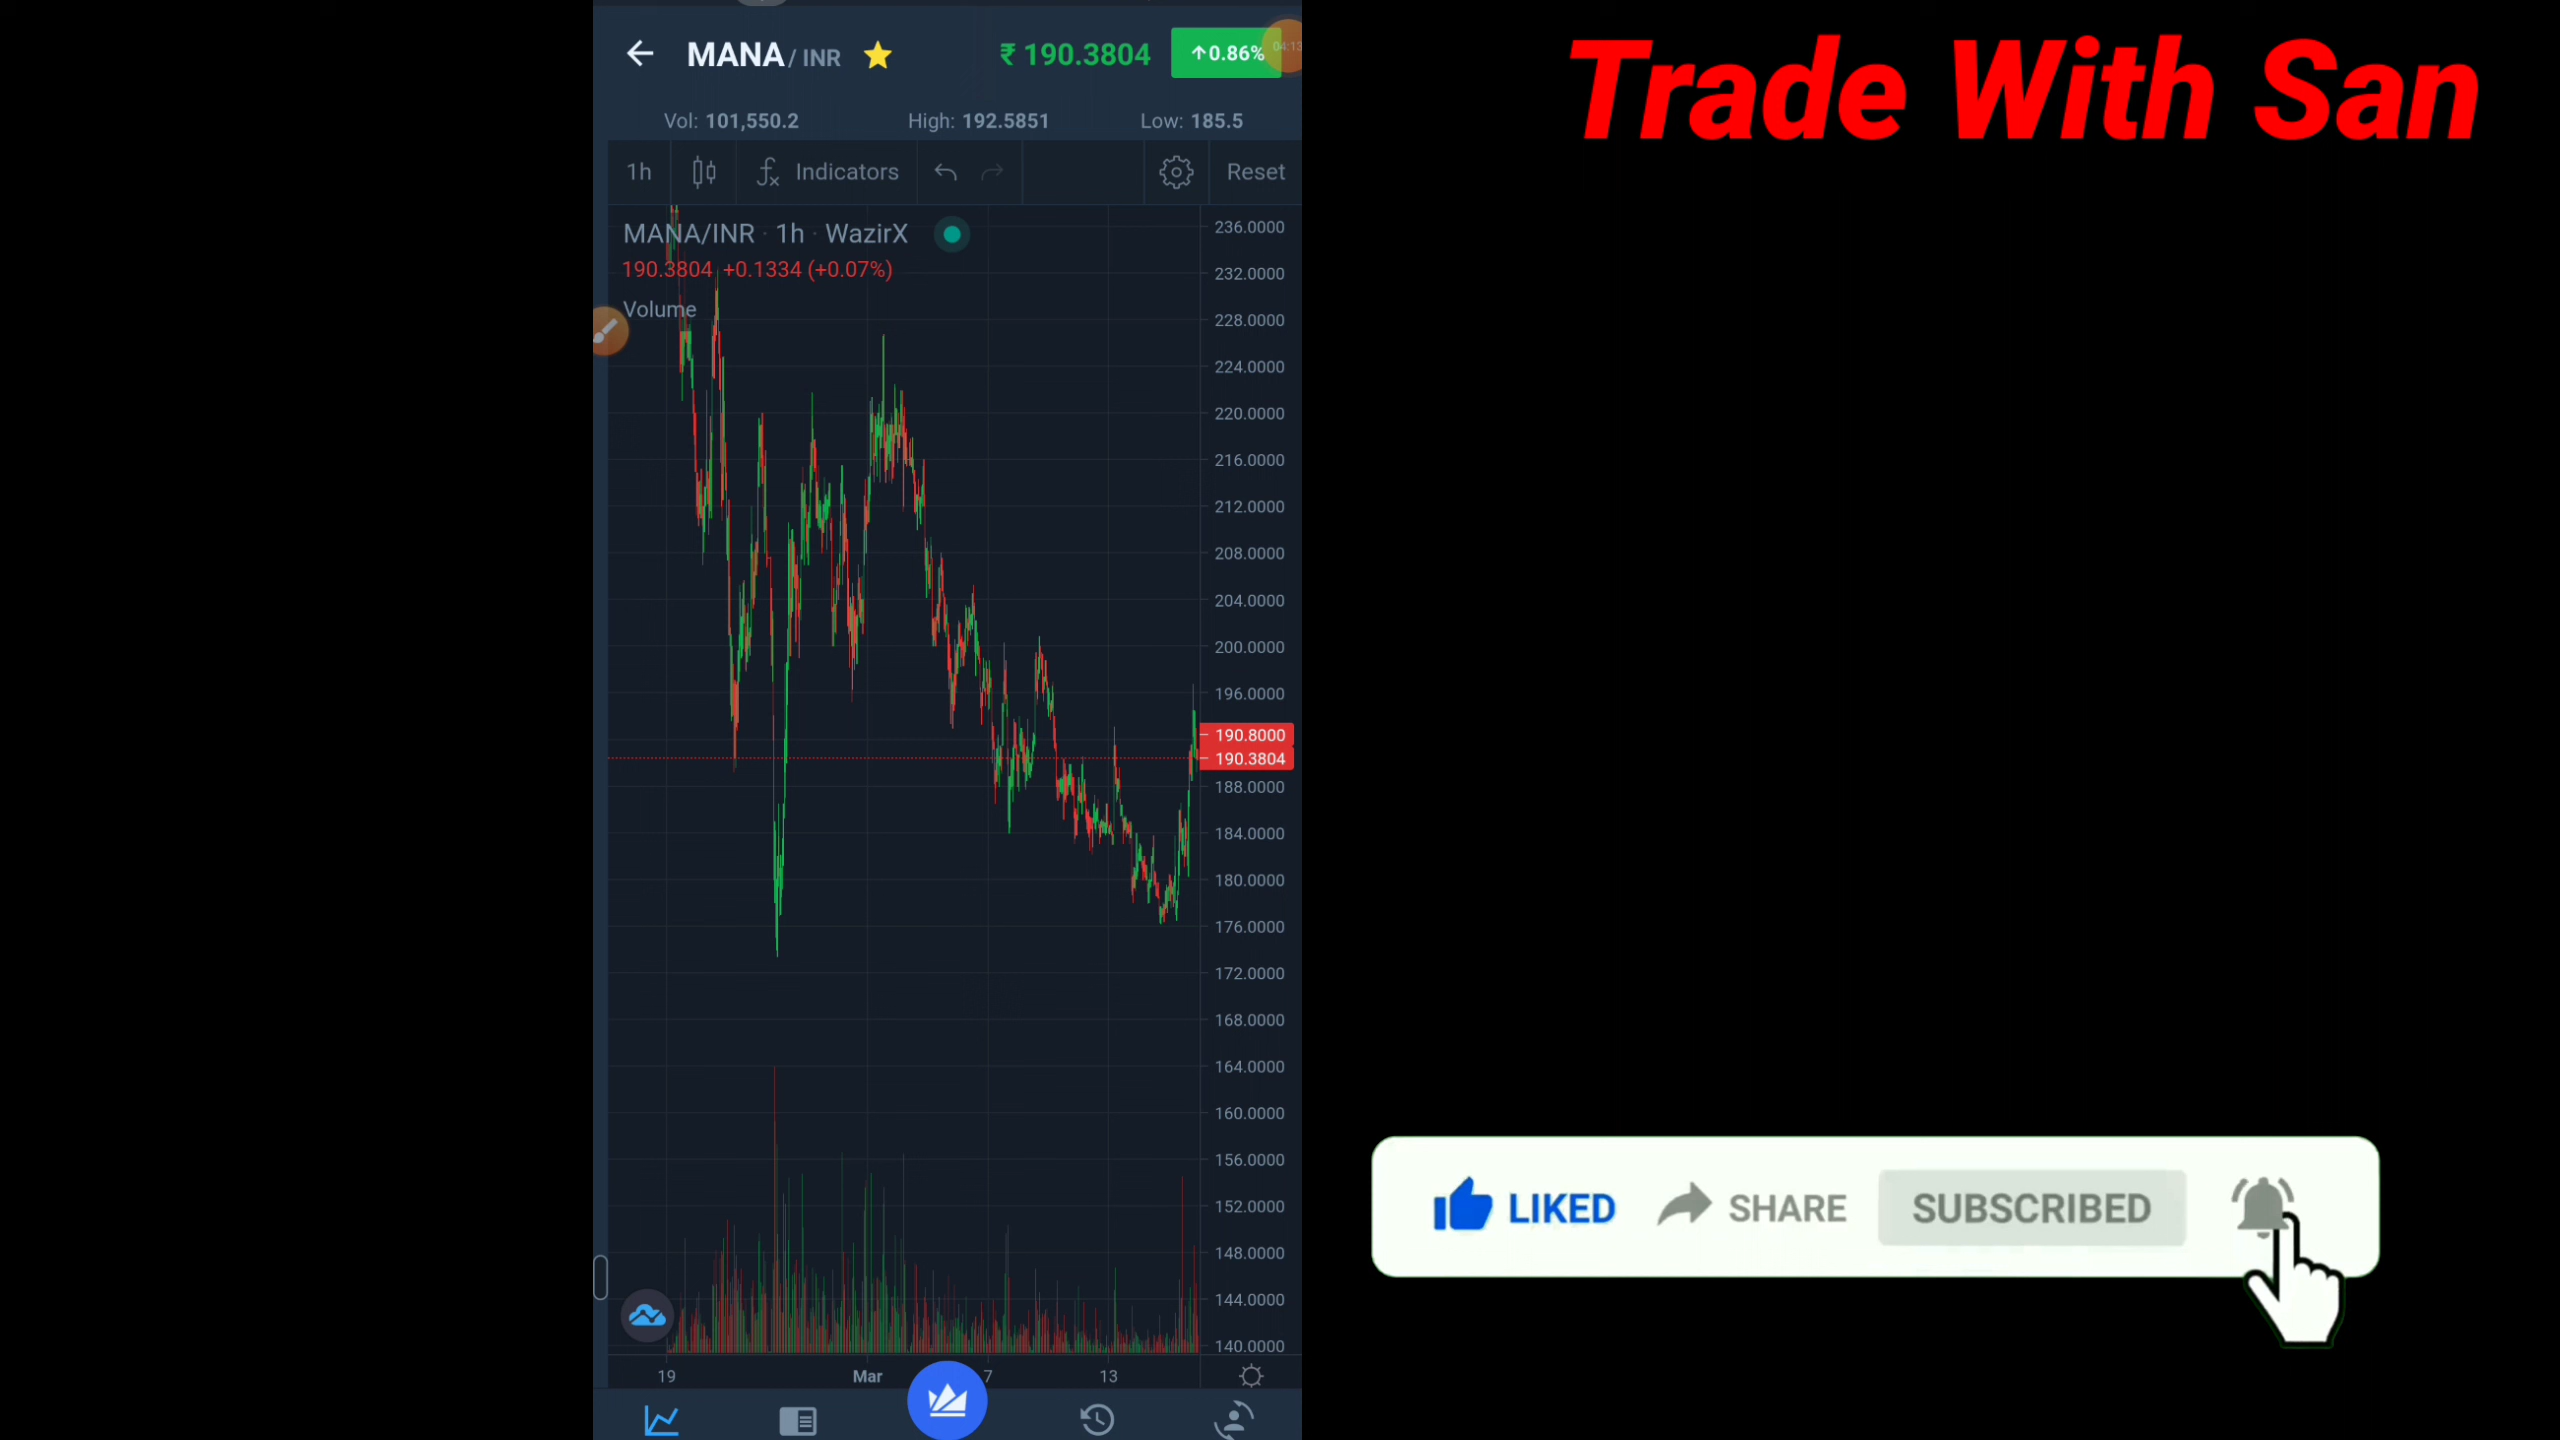 MANA / INR ₹ 190.3804 ↑0.86% 04:13
Trade With San
Vol: 101,550.2 High: 192.5851 Low: 185.5
1h Indicators Reset
MANA/INR · 1h · WazirX
190.3804 +0.1334 (+0.07%)
Volume
236.0000
232.0000
228.0000
224.0000
220.0000
216.0000
212.0000
208.0000
204.0000
200.0000
196.0000
190.8000
190.3804
188.0000
184.0000
180.0000
176.0000
172.0000
168.0000
164.0000
160.0000
156.0000
152.0000
148.0000
144.0000
140.0000
LIKED SHARE SUBSCRIBED
19 Mar 7 13